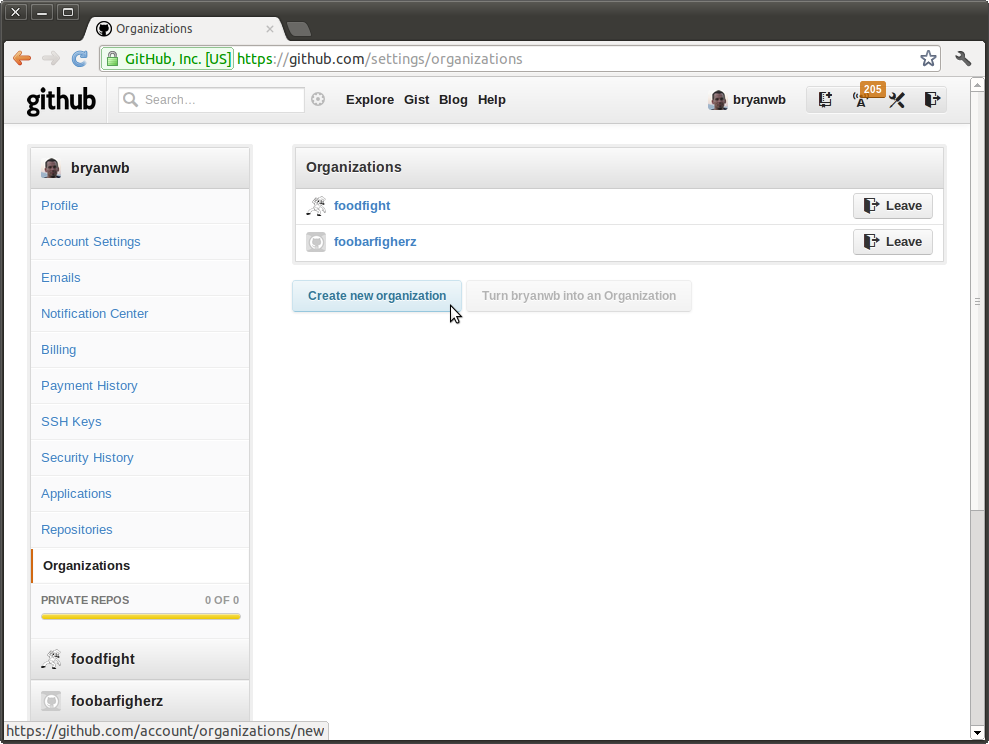 Organizations
GitHub, Inc. [US] https://github.com/settings/organizations
github
Search...
Explore Gist Blog Help
bryanwb
205
bryanwb
Profile
Account Settings
Emails
Notification Center
Billing
Payment History
SSH Keys
Security History
Applications
Repositories
Organizations
PRIVATE REPOS 0 OF 0
foodfight
foobarfigherz
Organizations
foodfight Leave
foobarfigherz Leave
Create new organization Turn bryanwb into an Organization
https://github.com/account/organizations/new